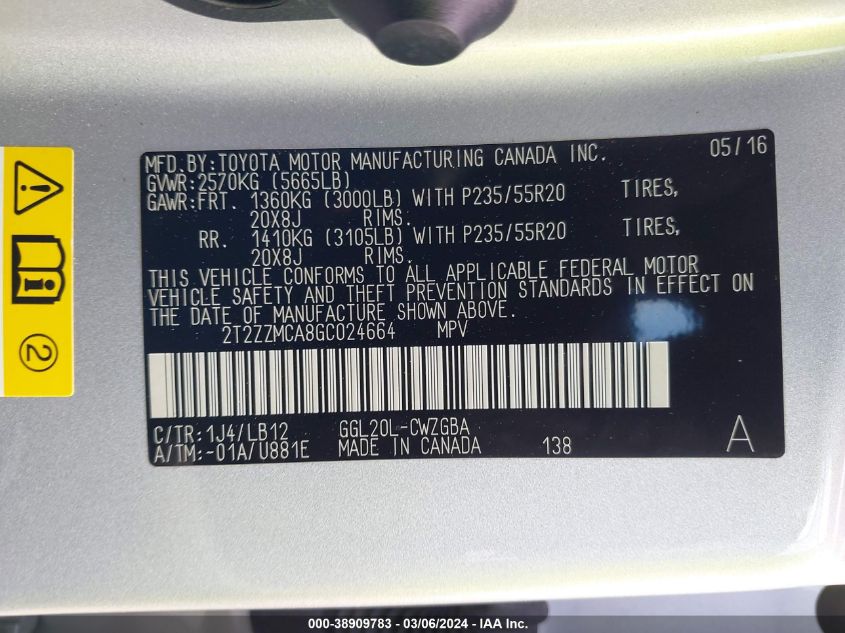 MFD.BY:TOYOTA MOTOR MANUFACTURING CANADA INC. 05/16
GVWR:2570KG (5665LB)
GAWR:FRT. 1360KG (3000LB) WITH P235/55R20 TIRES,
20X8J RIMS.
RR. 1410KG (3105LB) WITH P235/55R20 TIRES,
20X8J RIMS.
THIS VEHICLE CONFORMS TO ALL APPLICABLE FEDERAL MOTOR
VEHICLE SAFETY AND THEFT PREVENTION STANDARDS IN EFFECT ON
THE DATE OF MANUFACTURE SHOWN ABOVE.
2T2ZZMCA8GC024664 MPV
C/TR:1J4/LB12 GGL20L-CWZGBA
A/TM:-01A/U881E MADE IN CANADA 138 A
2
000-38909783 - 03/06/2024 - IAA Inc.